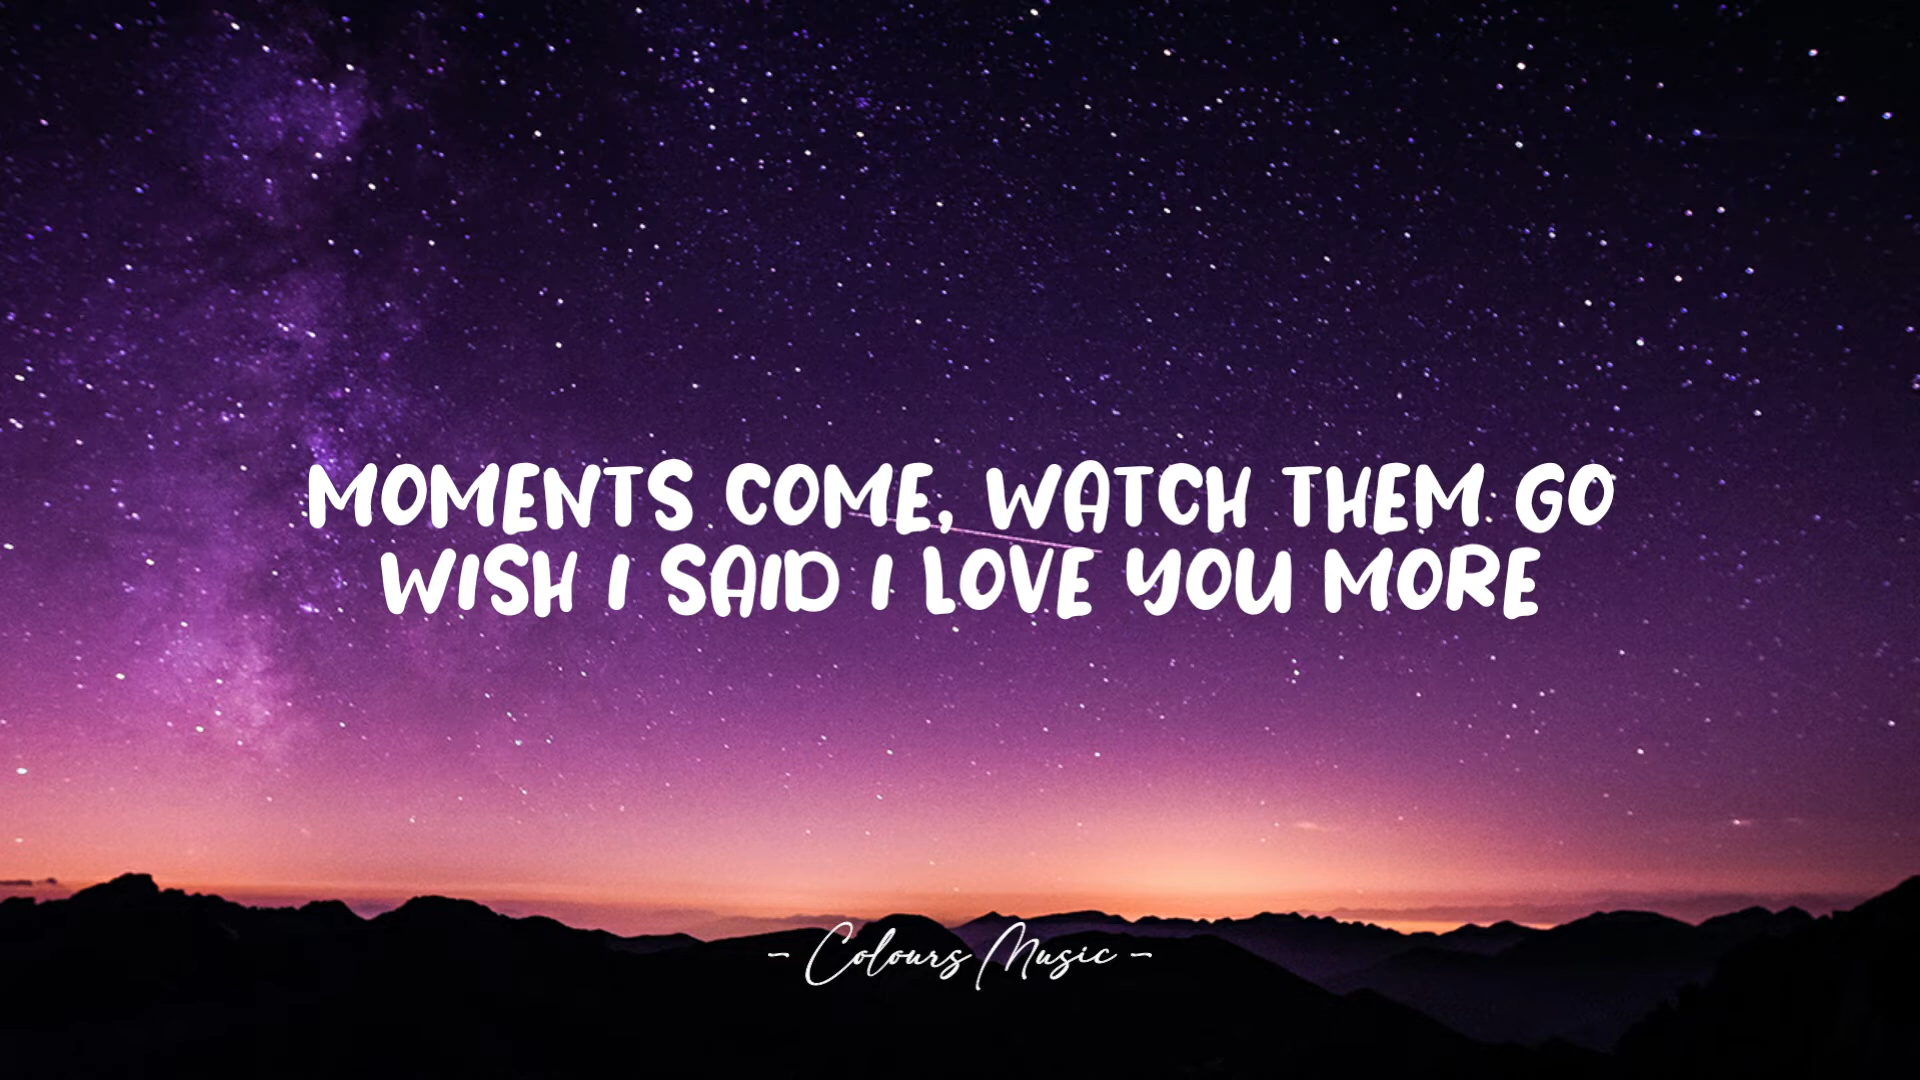 MOMENTS COME, WATCH THEM GO
WISH I SAID I LOVE YOU MORE
- Colours Music -